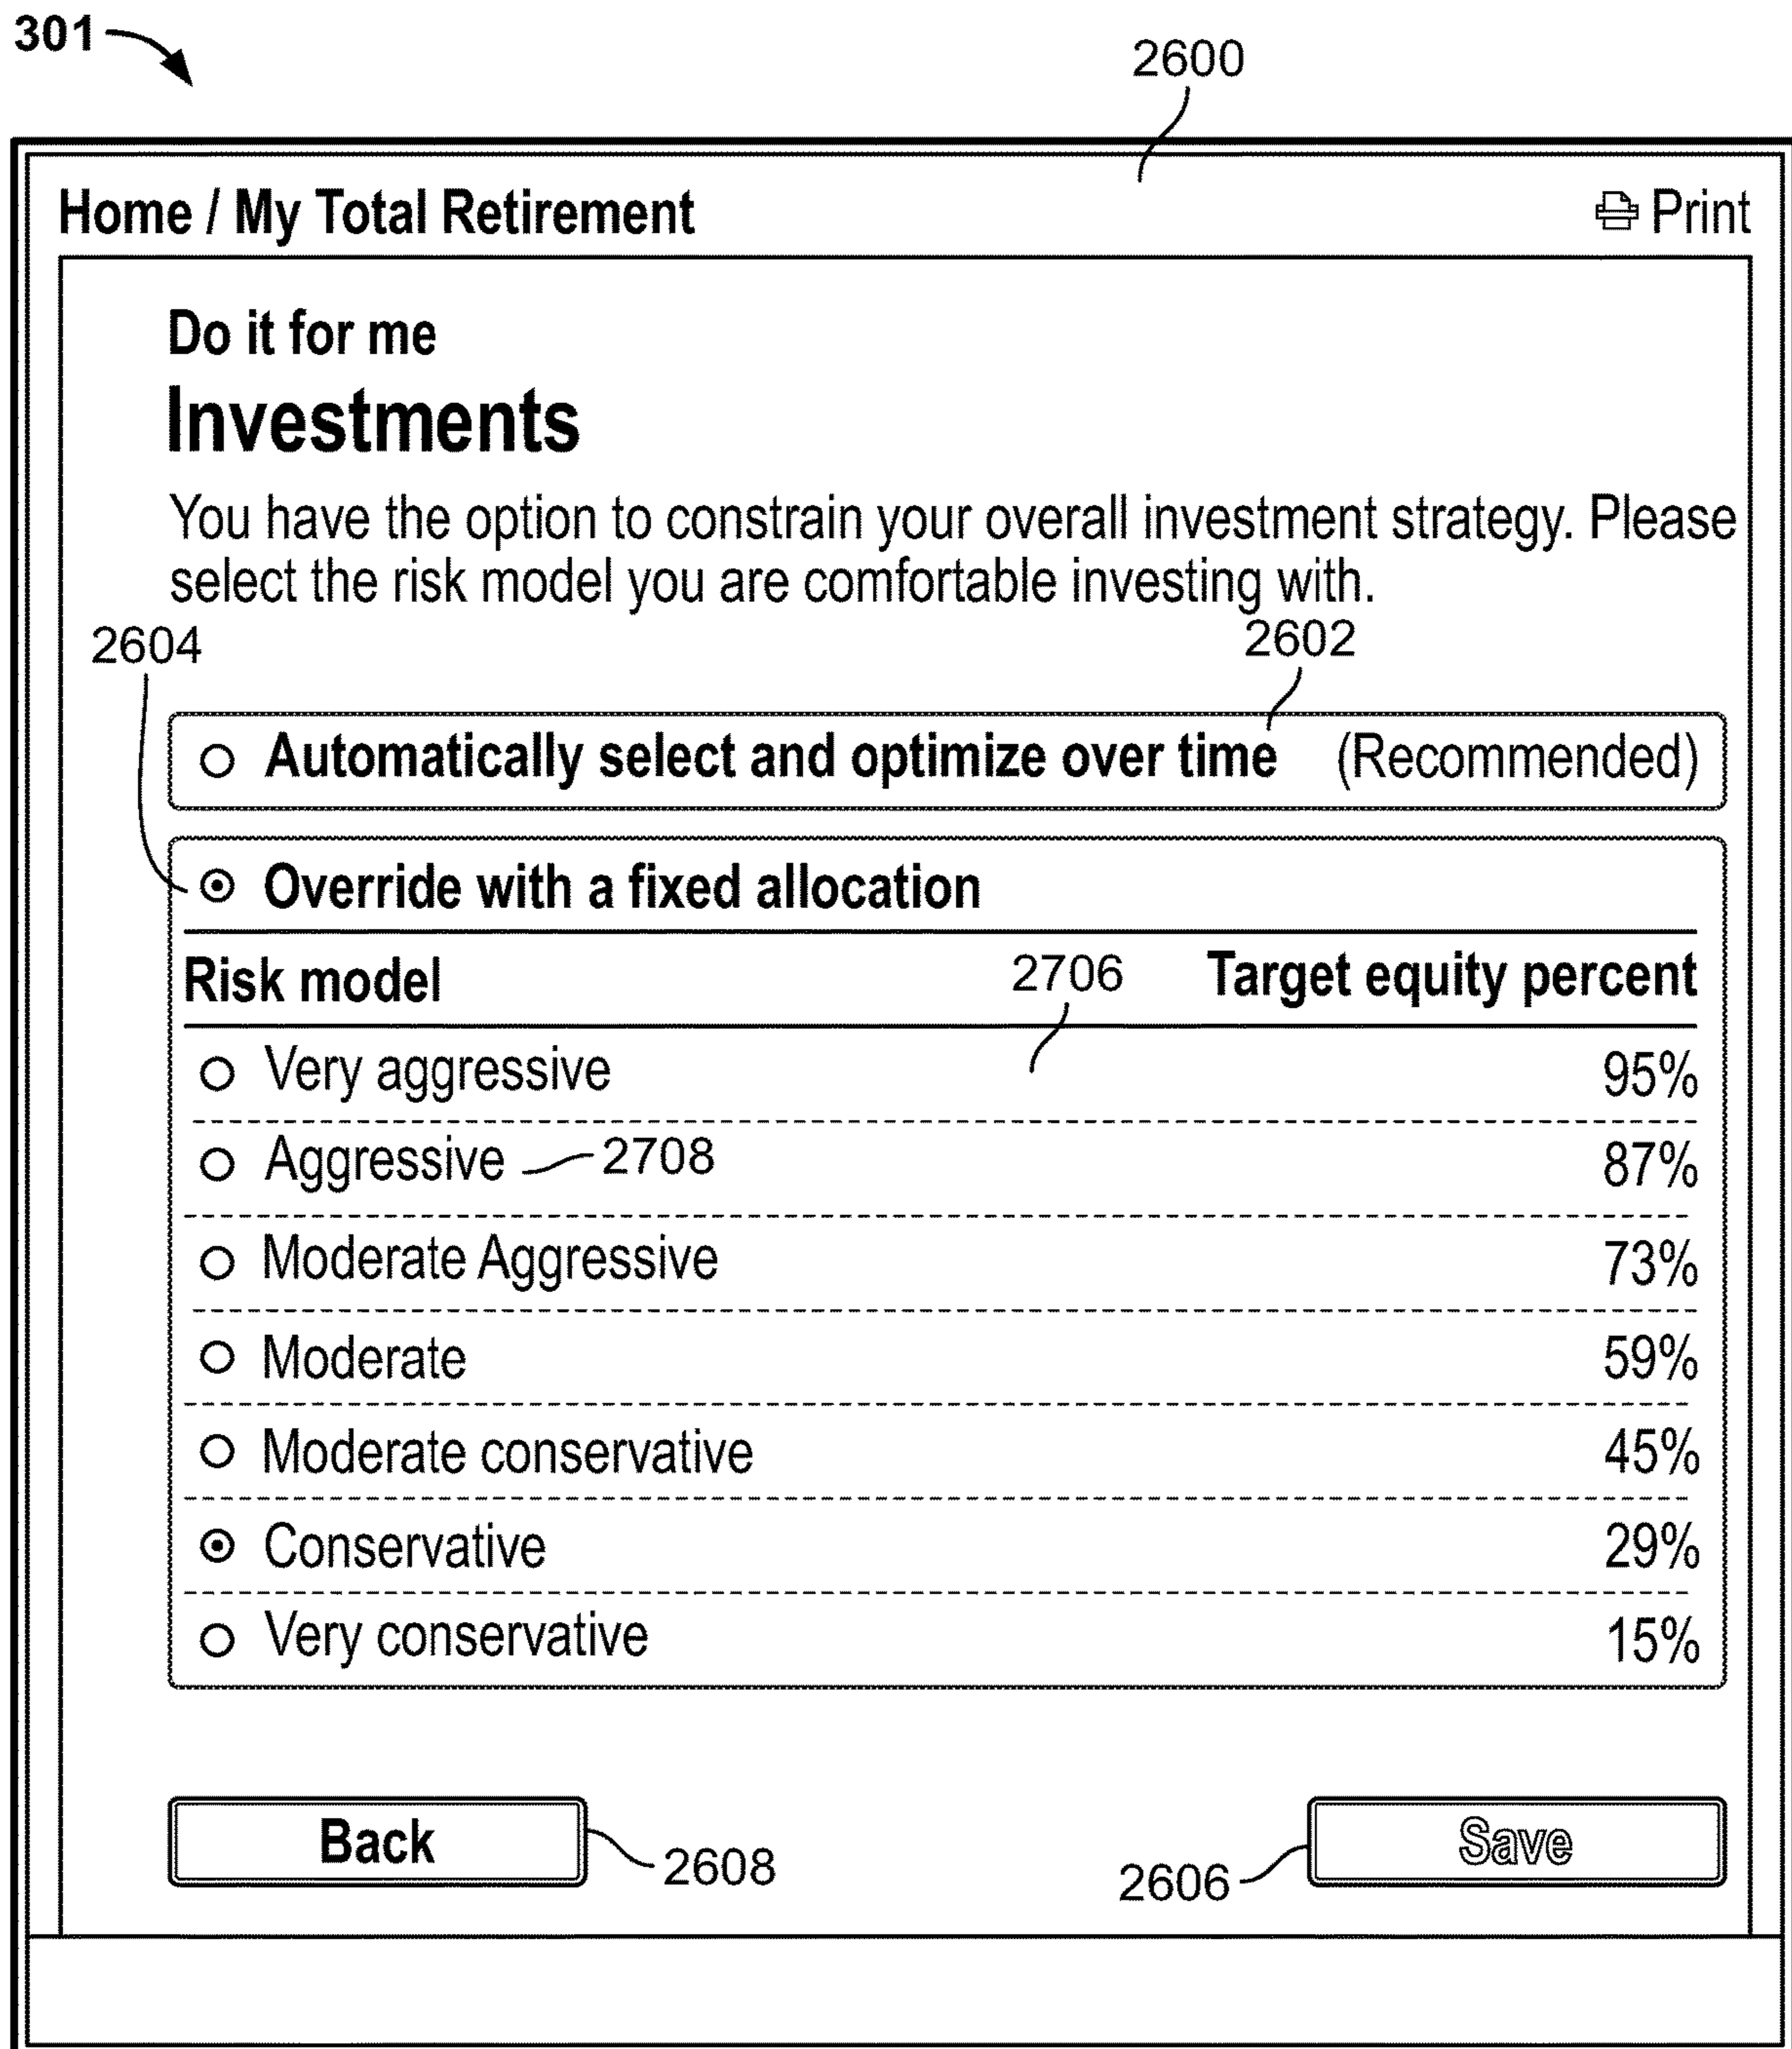 301
2600
Home / My Total Retirement Print
Do it for me
Investments
You have the option to constrain your overall investment strategy. Please
select the risk model you are comfortable investing with.
2604 2602
Automatically select and optimize over time (Recommended)
Override with a fixed allocation
Risk model 2706 Target equity percent
Very aggressive 95%
Aggressive 2708 87%
Moderate Aggressive 73%
Moderate 59%
Moderate conservative 45%
Conservative 29%
Very conservative 15%
Back 2608 2606 Save